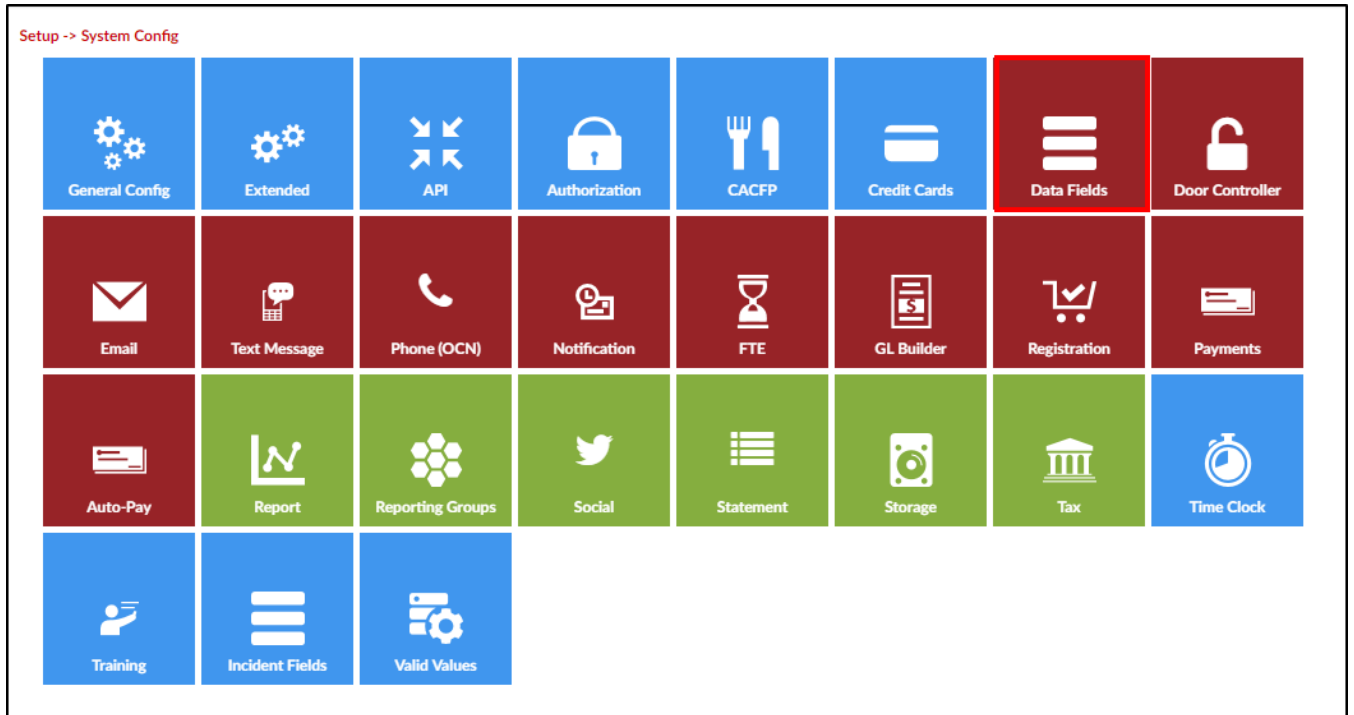 Setup -> System Config
General Config
Extended
API
Authorization
CACFP
Credit Cards
Data Fields
Door Controller
Email
Text Message
Phone (OCN)
Notification
FTE
GL Builder
Registration
Payments
Auto-Pay
Report
Reporting Groups
Social
Statement
Storage
Tax
Time Clock
Training
Incident Fields
Valid Values